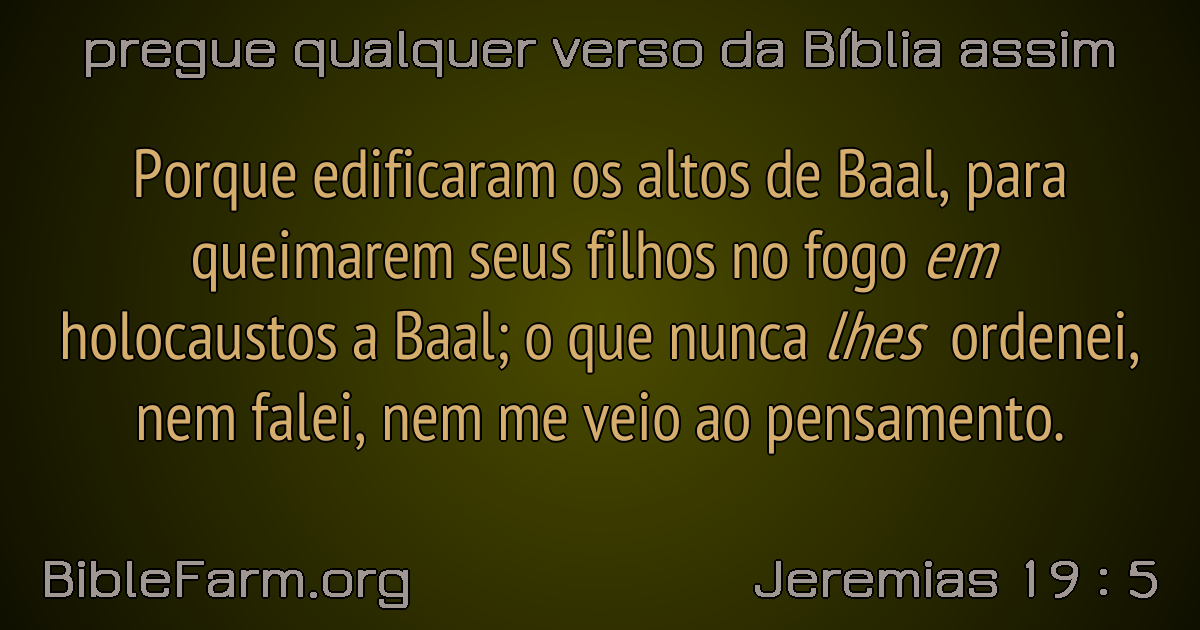 pregue qualquer verso da Bíblia assim
Porque edificaram os altos de Baal, para
queimarem seus filhos no fogo em
holocaustos a Baal; o que nunca lhes ordenei,
nem falei, nem me veio ao pensamento.
BibleFarm.org
Jeremias 19 : 5